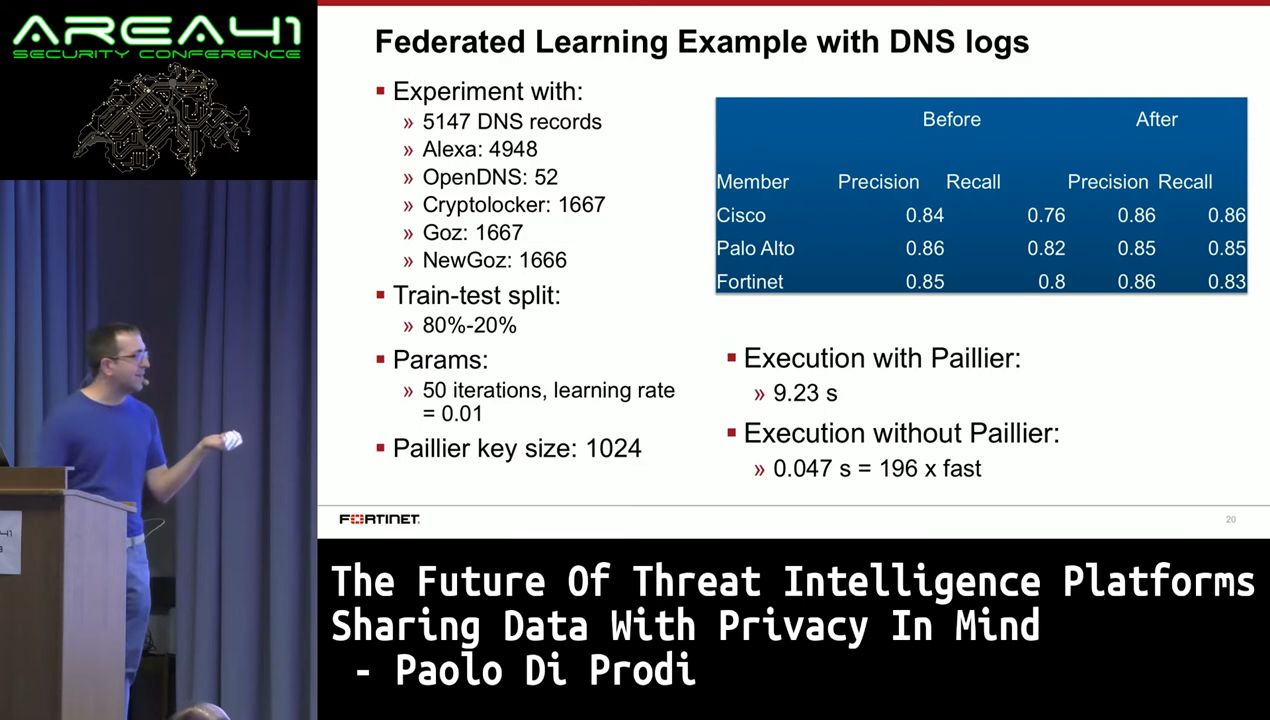 AREA41
SECURITY CONFERENCE
Federated Learning Example with DNS logs
▪ Experiment with:
» 5147 DNS records
» Alexa: 4948
» OpenDNS: 52
» Cryptolocker: 1667
» Goz: 1667
» NewGoz: 1666
▪ Train-test split:
» 80%-20%
▪ Params:
» 50 iterations, learning rate
= 0.01
▪ Paillier key size: 1024
Before After
Member Precision Recall Precision Recall
Cisco 0.84 0.76 0.86 0.86
Palo Alto 0.86 0.82 0.85 0.85
Fortinet 0.85 0.8 0.86 0.83
▪ Execution with Paillier:
» 9.23 s
▪ Execution without Paillier:
» 0.047 s = 196 x fast
FORTINET
20
The Future Of Threat Intelligence Platforms
Sharing Data With Privacy In Mind
- Paolo Di Prodi